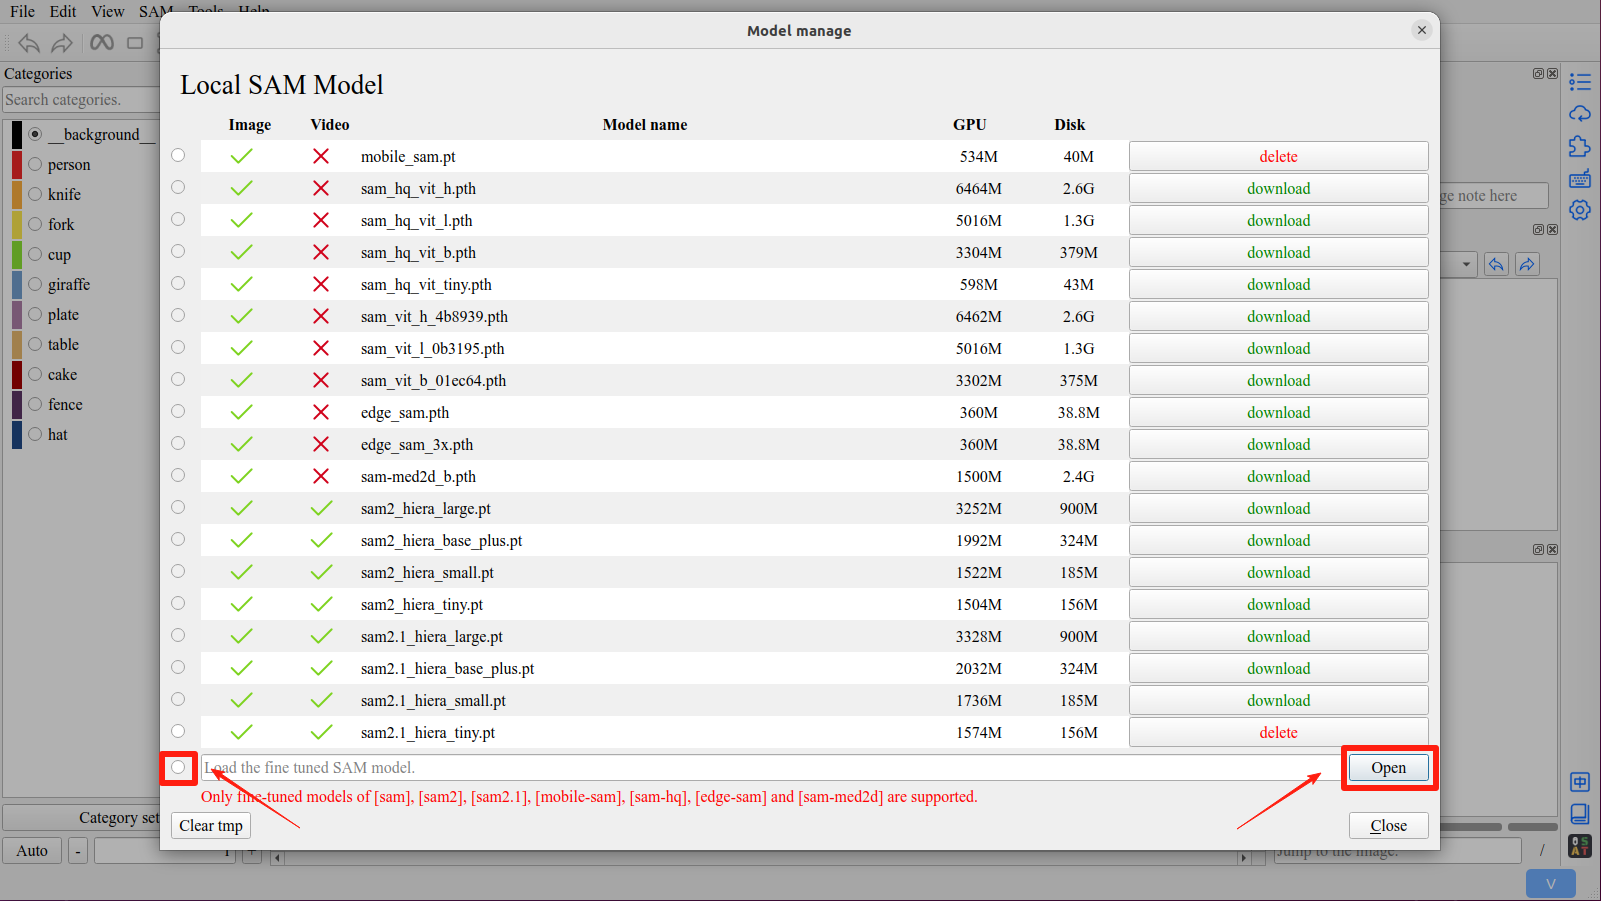 File Edit View SAM Tools Help
Model manage
Categories
Search categories.
__background__
person
knife
fork
cup
giraffe
plate
table
cake
fence
hat
Local SAM Model
Image Video Model name GPU Disk
mobile_sam.pt 534M 40M delete
sam_hq_vit_h.pth 6464M 2.6G download
sam_hq_vit_l.pth 5016M 1.3G download
sam_hq_vit_b.pth 3304M 379M download
sam_hq_vit_tiny.pth 598M 43M download
sam_vit_h_4b8939.pth 6462M 2.6G download
sam_vit_l_0b3195.pth 5016M 1.3G download
sam_vit_b_01ec64.pth 3302M 375M download
edge_sam.pth 360M 38.8M download
edge_sam_3x.pth 360M 38.8M download
sam-med2d_b.pth 1500M 2.4G download
sam2_hiera_large.pt 3252M 900M download
sam2_hiera_base_plus.pt 1992M 324M download
sam2_hiera_small.pt 1522M 185M download
sam2_hiera_tiny.pt 1504M 156M download
sam2.1_hiera_large.pt 3328M 900M download
sam2.1_hiera_base_plus.pt 2032M 324M download
sam2.1_hiera_small.pt 1736M 185M download
sam2.1_hiera_tiny.pt 1574M 156M delete
Load the fine tuned SAM model. Open
Only fine-tuned models of [sam], [sam2], [sam2.1], [mobile-sam], [sam-hq], [edge-sam] and [sam-med2d] are supported.
Clear tmp Close
note here
Category
Auto - 1 + Jump to the image. /
中
OSAT
V